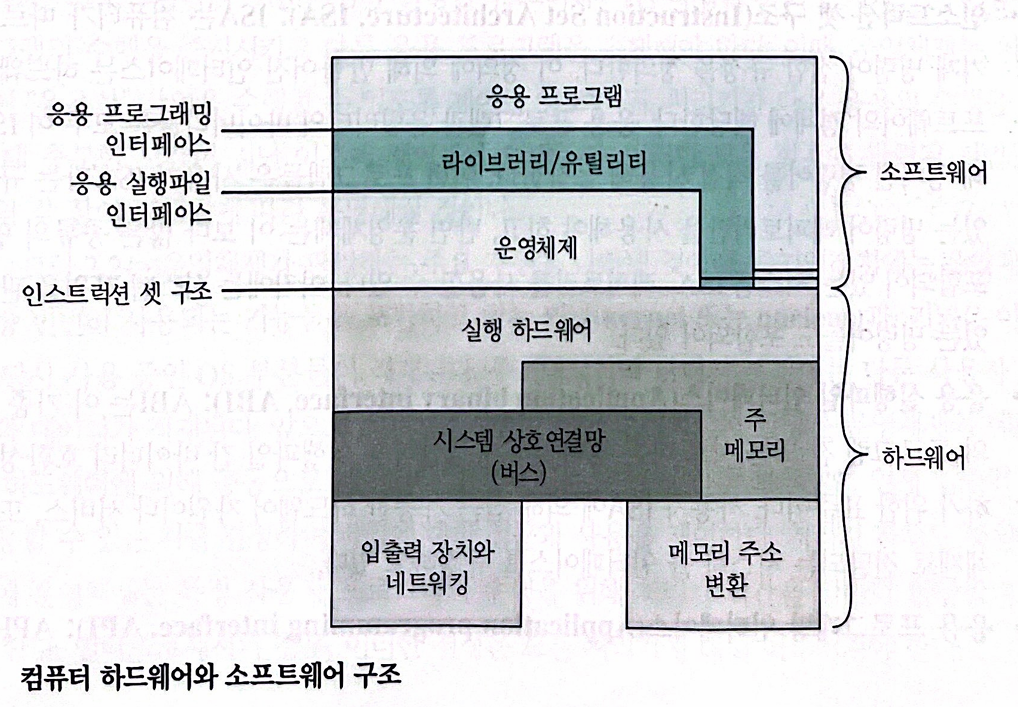 응용 프로그램
응용 프로그래밍
인터페이스
라이브러리/유틸리티
응용 실행파일
인터페이스
소프트웨어
운영체제
인스트럭션 셋 구조
실행 하드웨어
주
메모리
시스템 상호연결망
(버스)
하드웨어
입출력 장치와
네트워킹
메모리 주소
변환
컴퓨터 하드웨어와 소프트웨어 구조